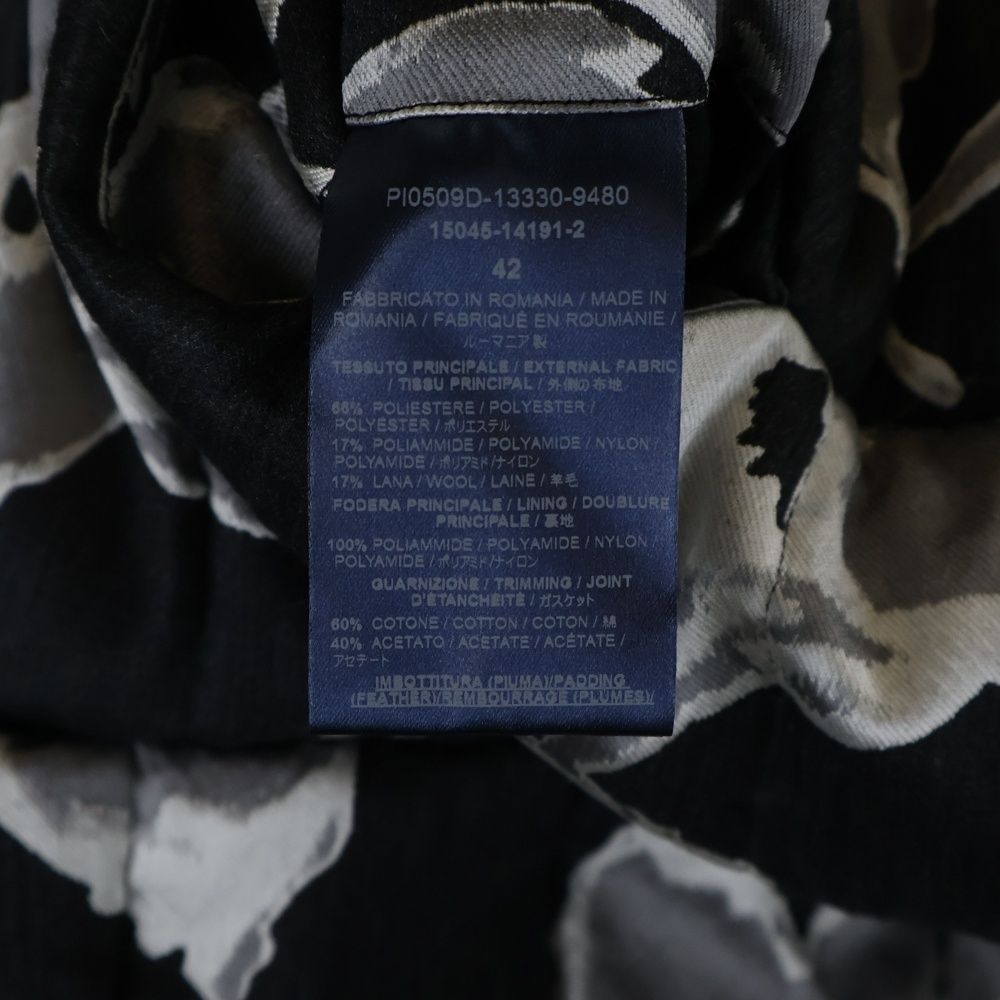 PI0509D-13330-9480
15045-14191-2
42
FABBRICATO IN ROMANIA / MADE IN
ROMANIA / FABRIQUÉ EN ROUMANIE /
ルーマニア製
TESSUTO PRINCIPALE / EXTERNAL FABRIC
/ TISSU PRINCIPAL / 外側の布地
66% POLIESTERE / POLYESTER /
POLYESTER / ポリエステル
17% POLIAMMIDE / POLYAMIDE / NYLON /
POLYAMIDE / ポリアミド/ナイロン
17% LANA / WOOL / LAINE / 羊毛
FODERA PRINCIPALE / LINING / DOUBLURE
PRINCIPALE / 裏地
100% POLIAMMIDE / POLYAMIDE / NYLON /
POLYAMIDE / ポリアミド/ナイロン
GUARNIZIONE / TRIMMING / JOINT
D'ÉTANCHÉITÉ / ガスケット
60% COTONE / COTTON / COTON / 綿
40% ACETATO / ACETATE / ACÉTATE /
アセテート
IMBOTTITURA (PIUMA)/PADDING
(FEATHER)/REMBOURRAGE (PLUMES)/